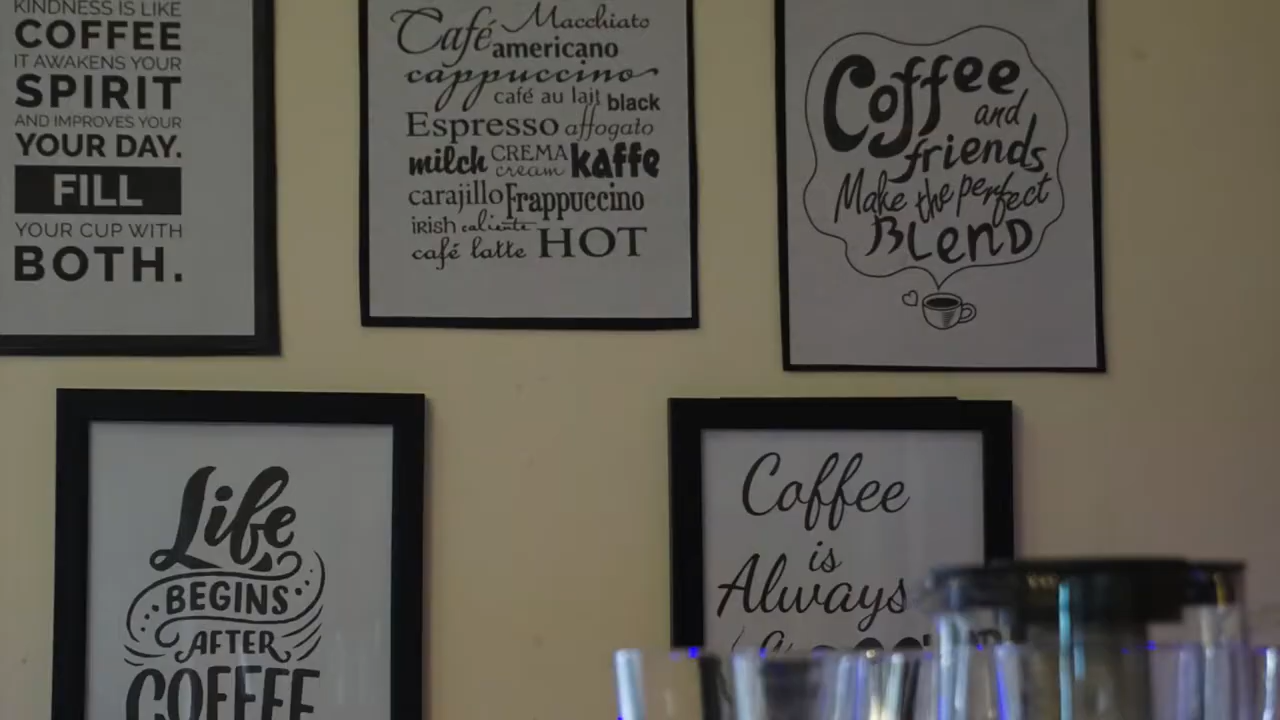 KINDNESS IS LIKE
COFFEE
IT AWAKENS YOUR
SPIRIT
AND IMPROVES YOUR
YOUR DAY.
FILL
YOUR CUP WITH
BOTH.
Café Macchiato
americano
cappuccino
café au lait black
Espresso affogato
milch CREMA cream kaffe
carajillo Frappuccino
irish caliente
café latte HOT
Coffee
and
friends
Make the perfect
BLenD
Life
BEGINS
AFTER
COFFEE
Coffee
is
Always